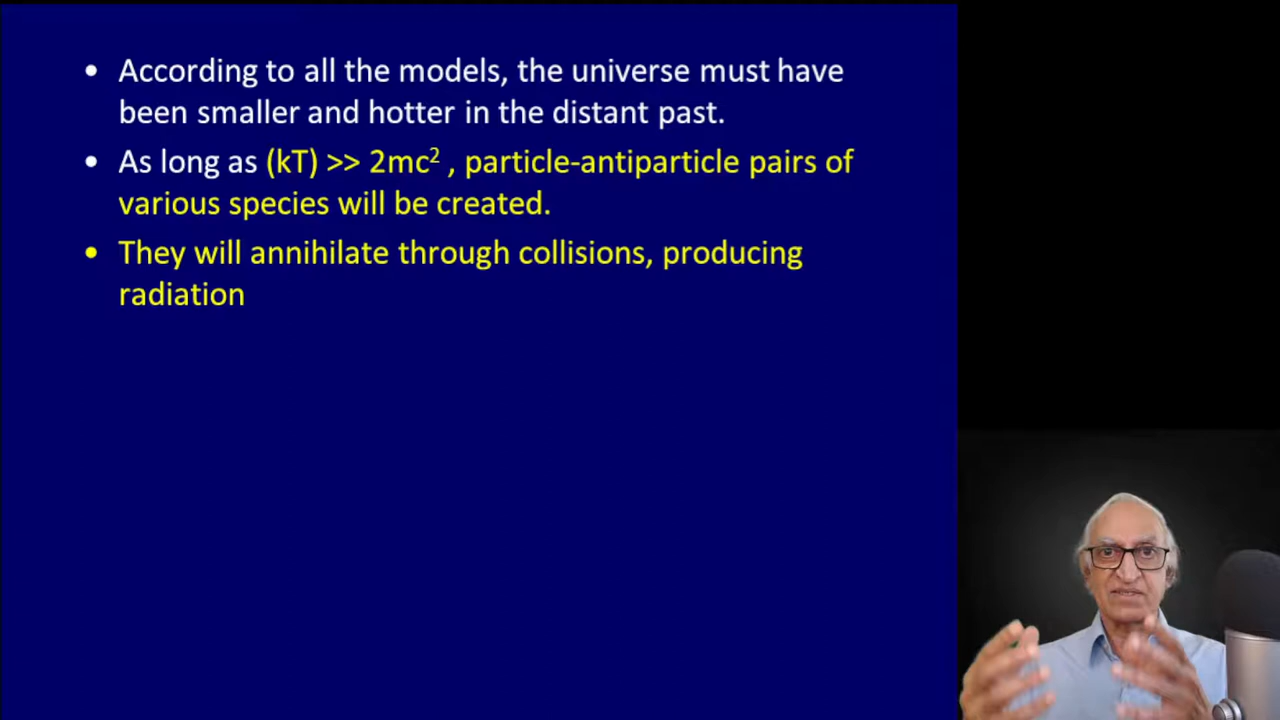 • According to all the models, the universe must have
been smaller and hotter in the distant past.
• As long as (kT) >> 2mc² , particle-antiparticle pairs of
various species will be created.
• They will annihilate through collisions, producing
radiation